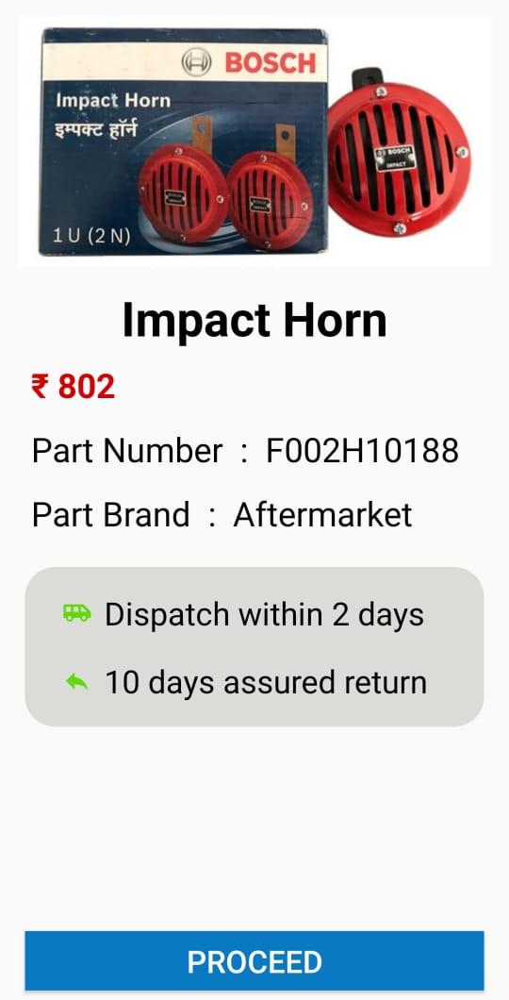 BOSCH
Impact Horn
इम्पक्ट हॉर्न
BOSCH
IMPACT
BOSCH
IMPACT
BOSCH
IMPACT
1 U (2 N)
Impact Horn
₹ 802
Part Number : F002H10188
Part Brand : Aftermarket
Dispatch within 2 days
10 days assured return
PROCEED